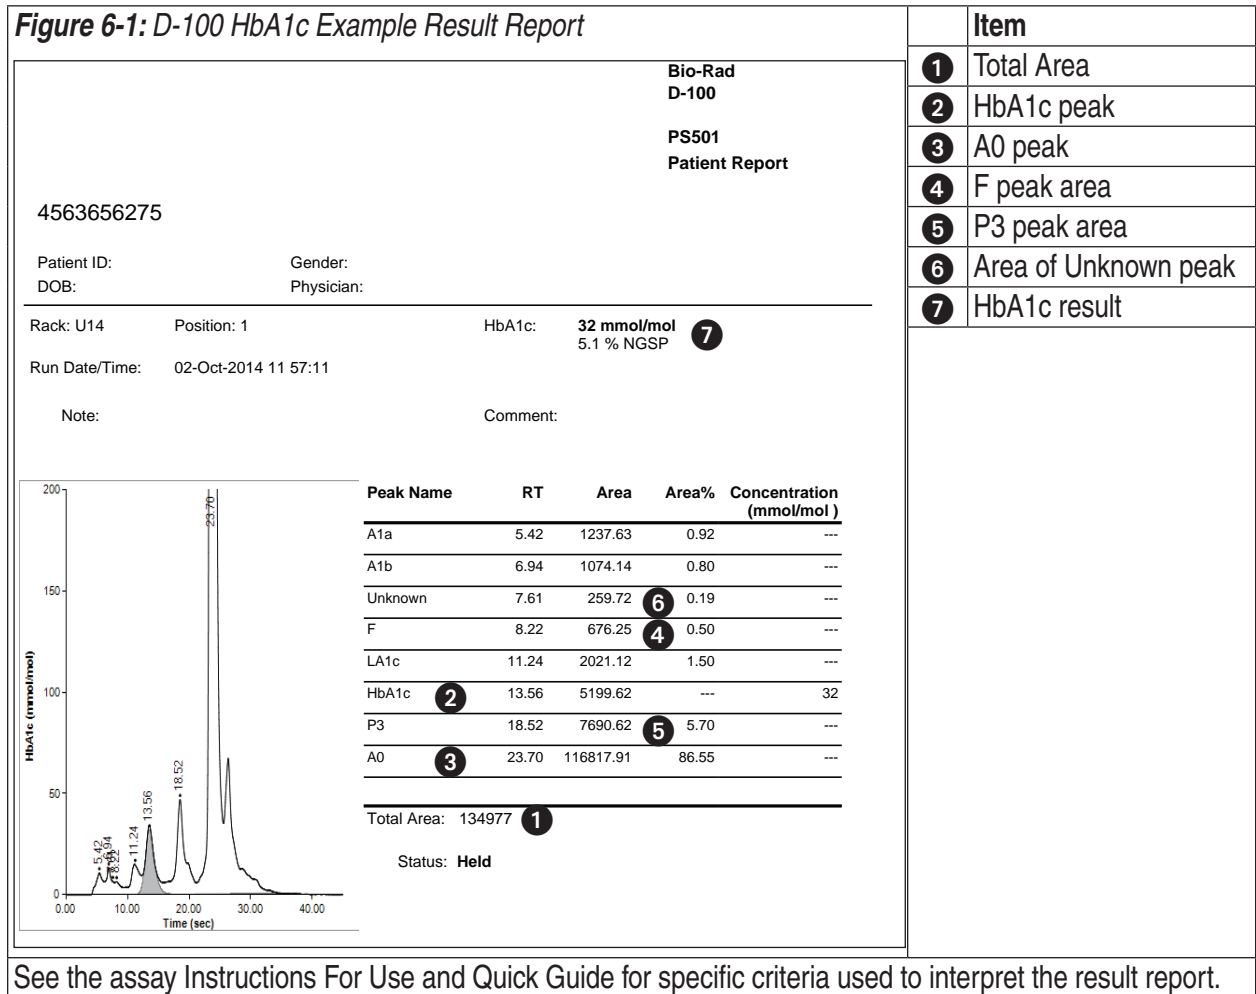 Figure 6-1: D-100 HbA1c Example Result Report
Bio-Rad
D-100
PS501
Patient Report
4563656275
Patient ID: Gender:
DOB: Physician:
Rack: U14 Position: 1 HbA1c: 32 mmol/mol 7
5.1 % NGSP
Run Date/Time: 02-Oct-2014 11 57:11
Note: Comment:
200
150
100
50
0
HbA1c (mmol/mol)
0.00 10.00 20.00 30.00 40.00
Time (sec)
5.42
6.94
8.22
11.24
13.56
18.52
23.70
Peak Name RT Area Area% Concentration
(mmol/mol )
A1a 5.42 1237.63 0.92 ---
A1b 6.94 1074.14 0.80 ---
Unknown 7.61 259.72 6 0.19 ---
F 8.22 676.25 4 0.50 ---
LA1c 11.24 2021.12 1.50 ---
HbA1c 2 13.56 5199.62 --- 32
P3 18.52 7690.62 5 5.70 ---
A0 3 23.70 116817.91 86.55 ---
Total Area: 134977 1
Status: Held
Item
1 Total Area
2 HbA1c peak
3 A0 peak
4 F peak area
5 P3 peak area
6 Area of Unknown peak
7 HbA1c result
See the assay Instructions For Use and Quick Guide for specific criteria used to interpret the result report.